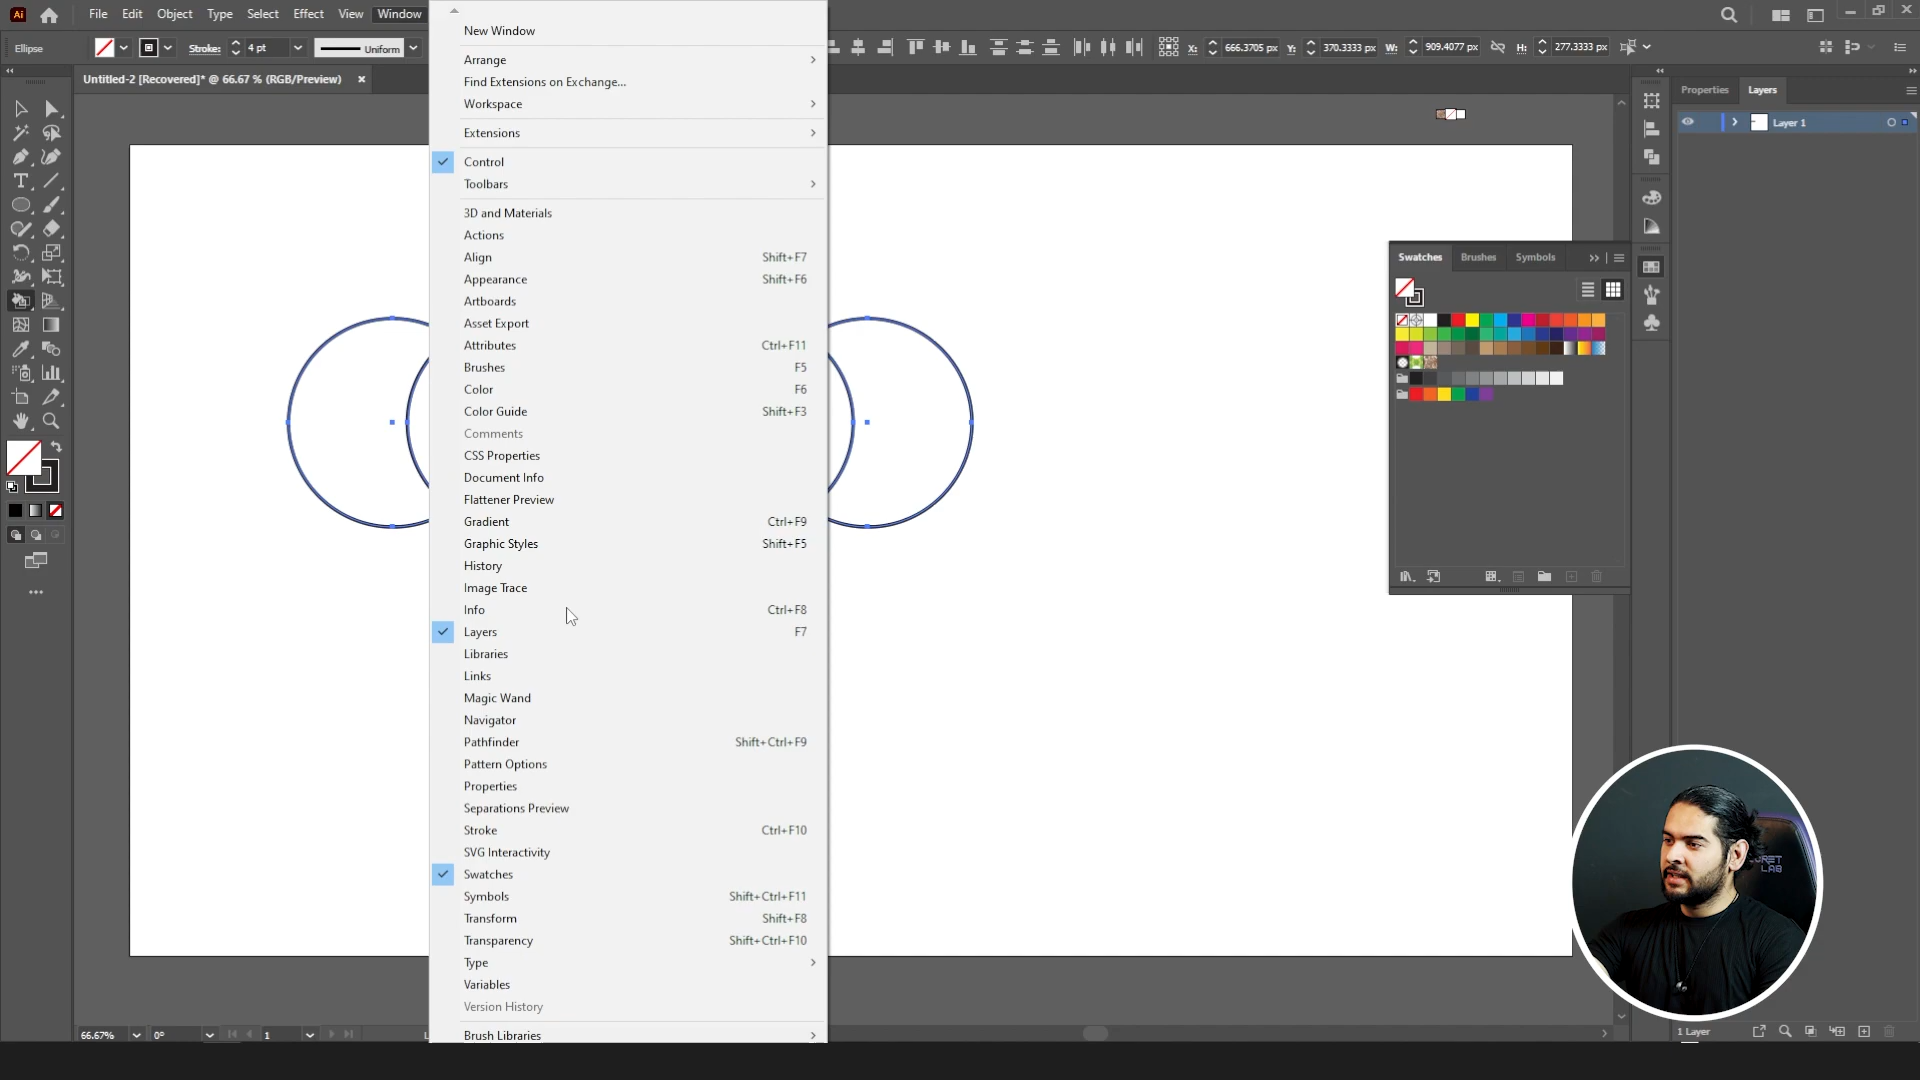 Ai
File Edit Object Type Select Effect View Window
Ellipse
Stroke: 4 pt
Uniform
X: 666.3705 px Y: 370.3333 px W: 909.4077 px H: 277.3333 px
Untitled-2 [Recovered]* @ 66.67 % (RGB/Preview)
New Window
Arrange
Find Extensions on Exchange...
Workspace
Extensions
Control
Toolbars
3D and Materials
Actions
Align Shift+F7
Appearance Shift+F6
Artboards
Asset Export
Attributes Ctrl+F11
Brushes F5
Color F6
Color Guide Shift+F3
Comments
CSS Properties
Document Info
Flattener Preview
Gradient Ctrl+F9
Graphic Styles Shift+F5
History
Image Trace
Info Ctrl+F8
Layers F7
Libraries
Links
Magic Wand
Navigator
Pathfinder Shift+Ctrl+F9
Pattern Options
Properties
Separations Preview
Stroke Ctrl+F10
SVG Interactivity
Swatches
Symbols Shift+Ctrl+F11
Transform Shift+F8
Transparency Shift+Ctrl+F10
Type
Variables
Version History
Brush Libraries
Properties Layers
Layer 1
Swatches Brushes Symbols
66.67% 0° 1
1 Layer